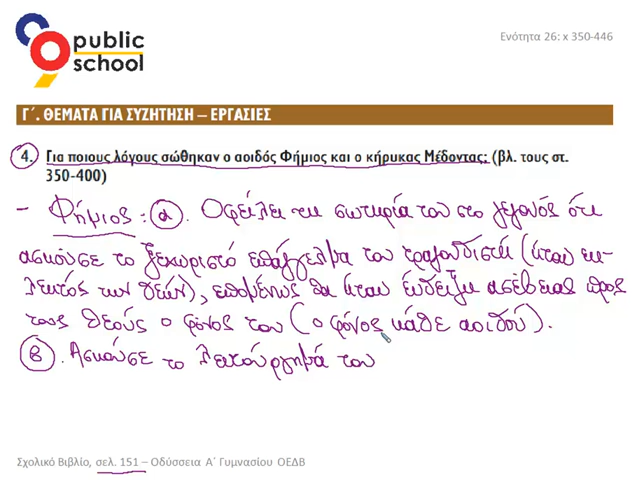 public
school
Ενότητα 26: χ 350-446
Γ΄. ΘΕΜΑΤΑ ΓΙΑ ΣΥΖΗΤΗΣΗ – ΕΡΓΑΣΙΕΣ
4. Για ποιους λόγους σώθηκαν ο αοιδός Φήμιος και ο κήρυκας Μέδοντας; (βλ. τους στ.
350-400)
- Φήμιος: α. Οφείλει τη σωτηρία του στο γεγονός ότι
ασκούσε το ξεχωριστό επάγγελμα του τραγουδιστή (ήταν εκ-
λεκτός των θεών), επομένως θα ήταν ένδειξη ασέβειας προς
τους θεούς ο φόνος του (ο φόνος κάθε αοιδού).
β. Ασκούσε το λειτούργημά του
Σχολικό Βιβλίο, σελ. 151 – Οδύσσεια Α΄ Γυμνασίου ΟΕΔΒ